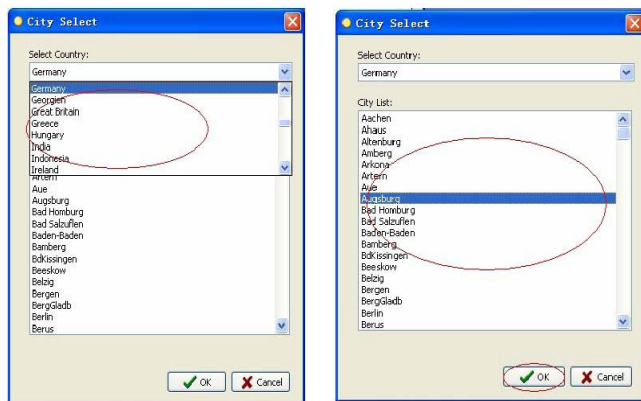 City Select
Select Country:
Germany
Germany
Georgien
Great Britain
Greece
Hungary
India
Indonesia
Ireland
Artern
Aue
Augsburg
Bad Homburg
Bad Salzuflen
Baden-Baden
Bamberg
BdKissingen
Beeskow
Belzig
Bergen
BergGladb
Berlin
Berus
OK
Cancel
City Select
Select Country:
Germany
City List:
Aachen
Ahaus
Altenburg
Amberg
Arkona
Artern
Aue
Augsburg
Bad Homburg
Bad Salzuflen
Baden-Baden
Bamberg
BdKissingen
Beeskow
Belzig
Bergen
BergGladb
Berlin
Berus
OK
Cancel